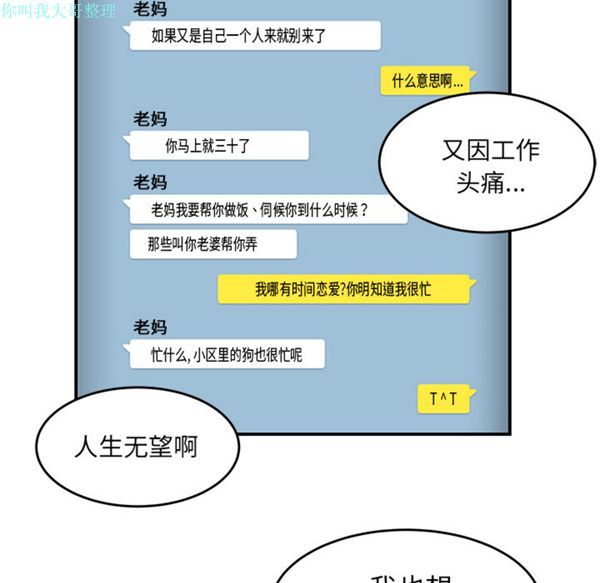 你叫我大哥整理
老妈
如果又是自己一个人来就别来了
什么意思啊...
老妈
你马上就三十了
又因工作
头痛...
老妈
老妈我要帮你做饭、伺候你到什么时候？
那些叫你老婆帮你弄
我哪有时间恋爱?你明知道我很忙
老妈
忙什么, 小区里的狗也很忙呢
T^T
人生无望啊
我也想